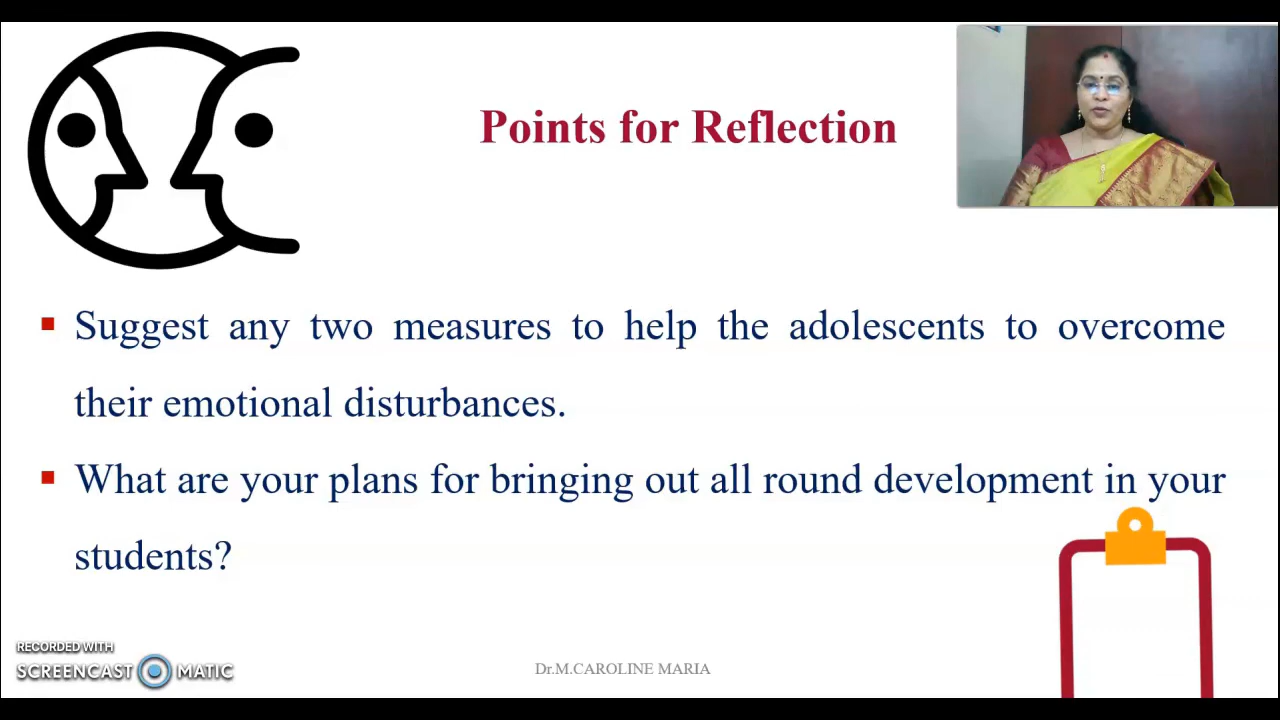 Points for Reflection
Suggest any two measures to help the adolescents to overcome
their emotional disturbances.
What are your plans for bringing out all round development in your
students?
RECORDED WITH
SCREENCAST MATIC
Dr.M.CAROLINE MARIA